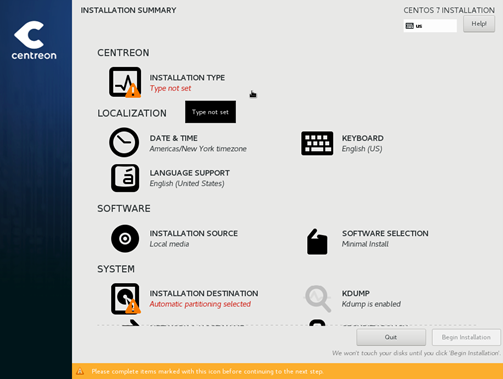 INSTALLATION SUMMARY
CENTOS 7 INSTALLATION
us
Help!
centreon
CENTREON
INSTALLATION TYPE
Type not set
Type not set
LOCALIZATION
DATE & TIME
Americas/New York timezone
KEYBOARD
English (US)
LANGUAGE SUPPORT
English (United States)
SOFTWARE
INSTALLATION SOURCE
Local media
SOFTWARE SELECTION
Minimal Install
SYSTEM
INSTALLATION DESTINATION
Automatic partitioning selected
KDUMP
Kdump is enabled
Quit
Begin Installation
We won't touch your disks until you click 'Begin Installation'.
Please complete items marked with this icon before continuing to the next step.